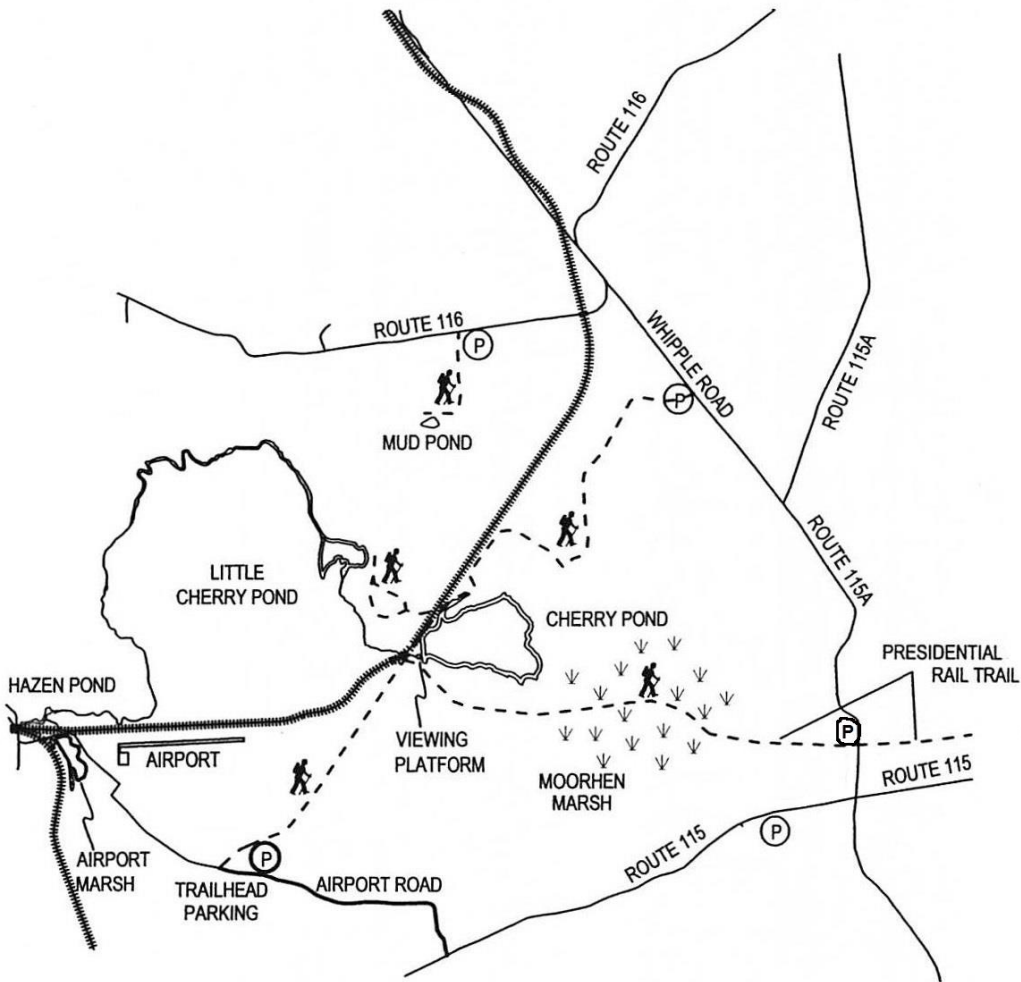 ROUTE 116
ROUTE 116
P
WHIPPLE ROAD
ROUTE 115A
P
MUD POND
LITTLE
CHERRY POND
CHERRY POND
ROUTE 115A
PRESIDENTIAL
RAIL TRAIL
HAZEN POND
P
VIEWING
PLATFORM
AIRPORT
MOORHEN
MARSH
ROUTE 115
P
ROUTE 115
AIRPORT
MARSH
P
TRAILHEAD
PARKING
AIRPORT ROAD